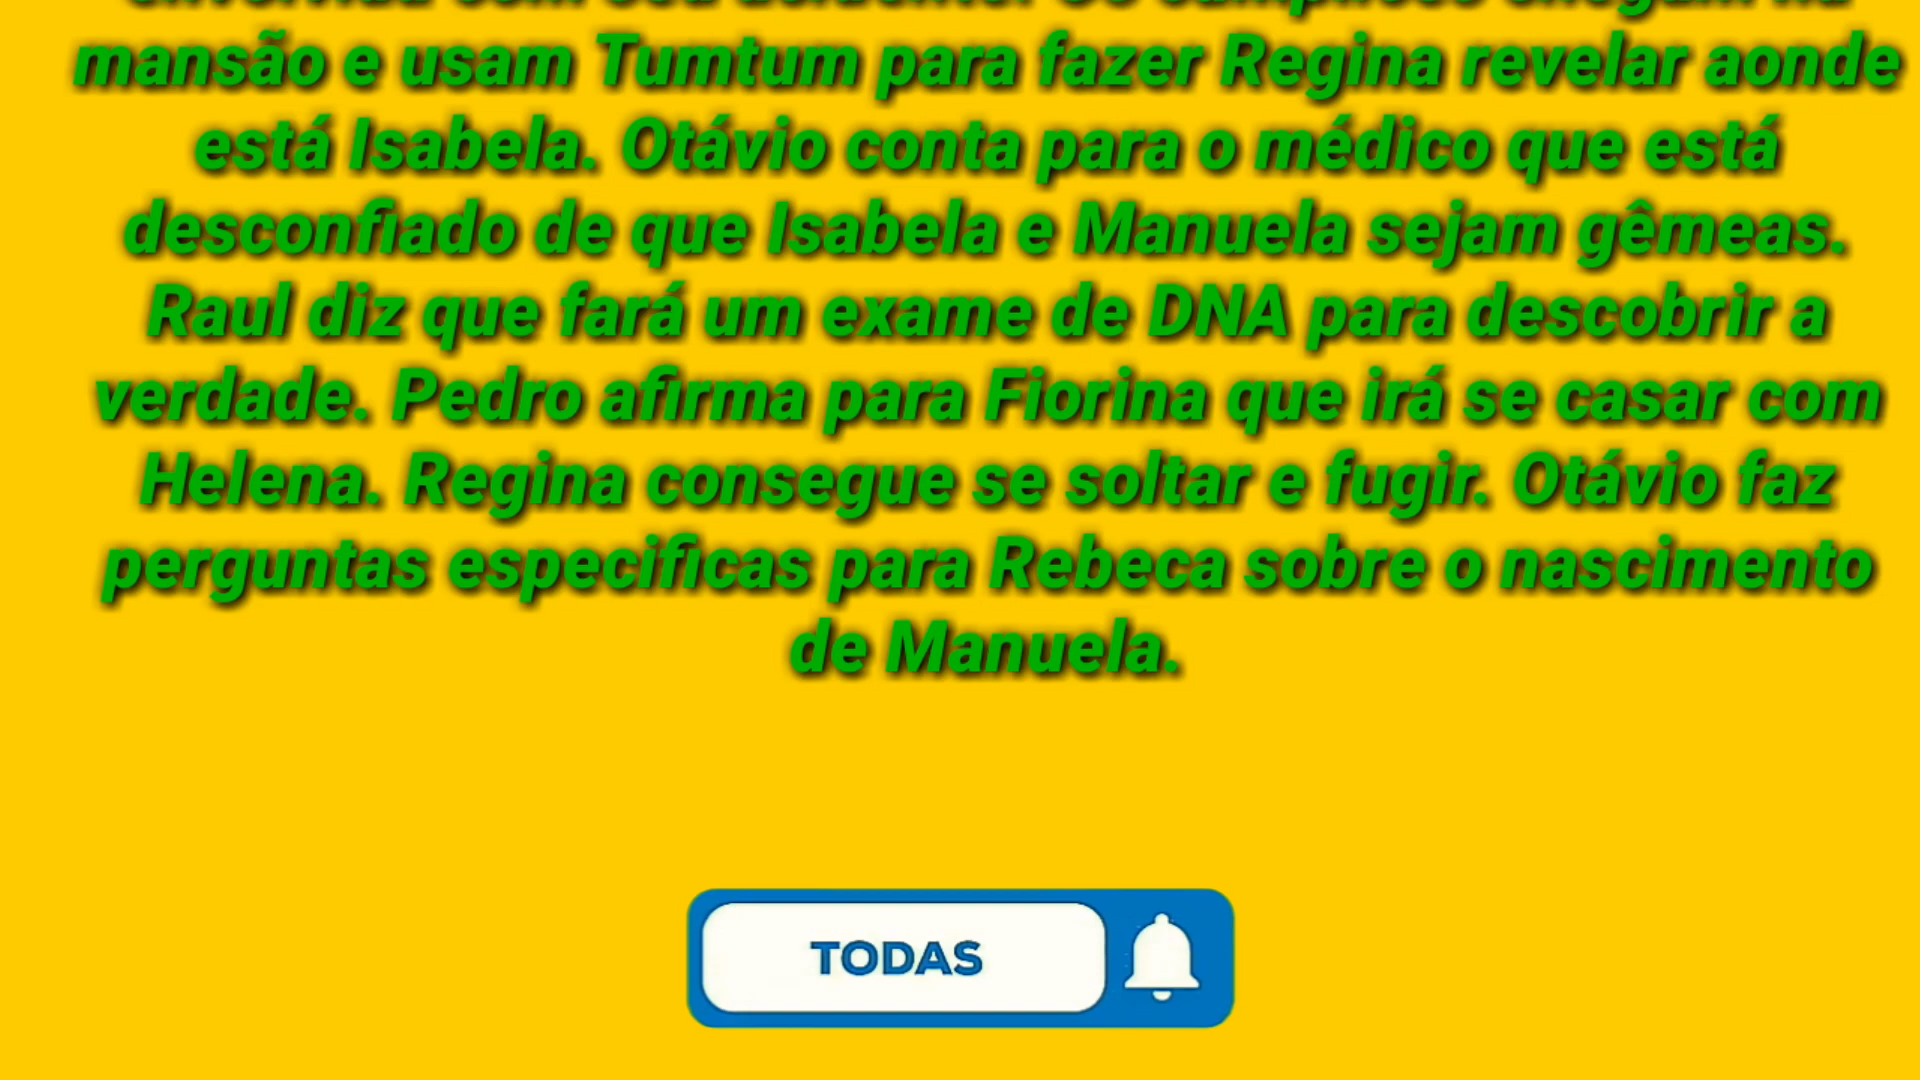 mansão e usam Tumtum para fazer Regina revelar aonde
está Isabela. Otávio conta para o médico que está
desconfiado de que Isabela e Manuela sejam gêmeas.
Raul diz que fará um exame de DNA para descobrir a
verdade. Pedro afirma para Fiorina que irá se casar com
Helena. Regina consegue se soltar e fugir. Otávio faz
perguntas especificas para Rebeca sobre o nascimento
de Manuela.
TODAS